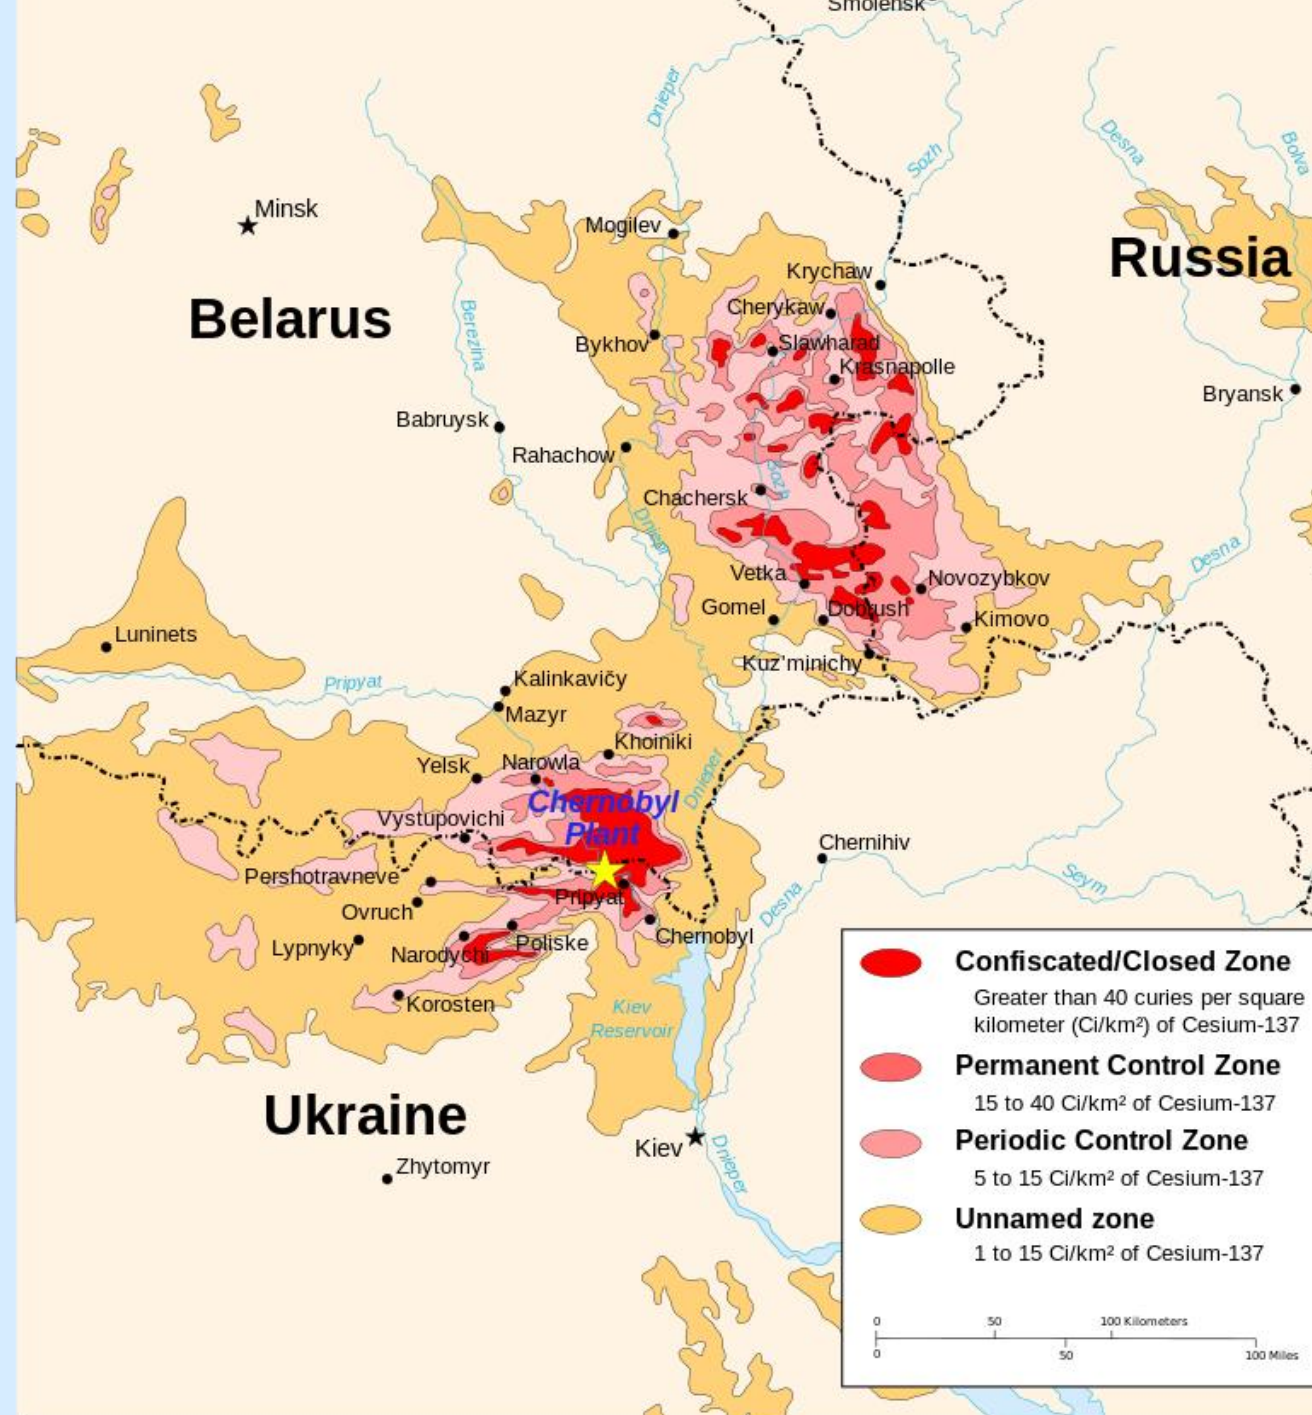 Smolensk
Dnieper
Sozh
Desna
Bolva
Minsk
Mogilev
Russia
Krychaw
Belarus
Cherykaw
Berezina
Bykhov
Slawharad
Krasnapolle
Bryansk
Babruysk
Rahachow
Sozh
Chachersk
Dniepr
Desna
Vetka
Novozybkov
Gomel
Dobrush
Kimovo
Luninets
Kuz'minichy
Pripyat
Kalinkavičy
Mazyr
Khoiniki
Yelsk
Narowla
Dnieper
Chernobyl
Plant
Vystupovichi
Chernihiv
Pershotravneve
Seym
Pripyat
Desna
Ovruch
Chernobyl
Lypnyky
Narodychi
Poliske
Korosten
Kiev
Reservoir
Ukraine
Kiev
Zhytomyr
Dnieper
Confiscated/Closed Zone
Greater than 40 curies per square
kilometer (Ci/km²) of Cesium-137
Permanent Control Zone
15 to 40 Ci/km² of Cesium-137
Periodic Control Zone
5 to 15 Ci/km² of Cesium-137
Unnamed zone
1 to 15 Ci/km² of Cesium-137
0 50 100 Kilometers
0 50 100 Miles